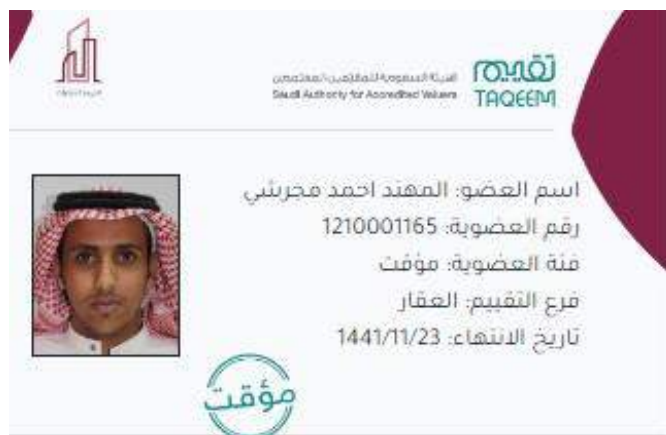 الهيئة السعودية للمقيمين المعتمدين
Saudi Authority for Accredited Valuers
تقييم
TAQEEM
اسم العضو: المهند احمد مجرشي
رقم العضوية: 1210001165
فئة العضوية: مؤقت
فرع التقييم: العقار
تاريخ الانتهاء: 1441/11/23
مؤقت